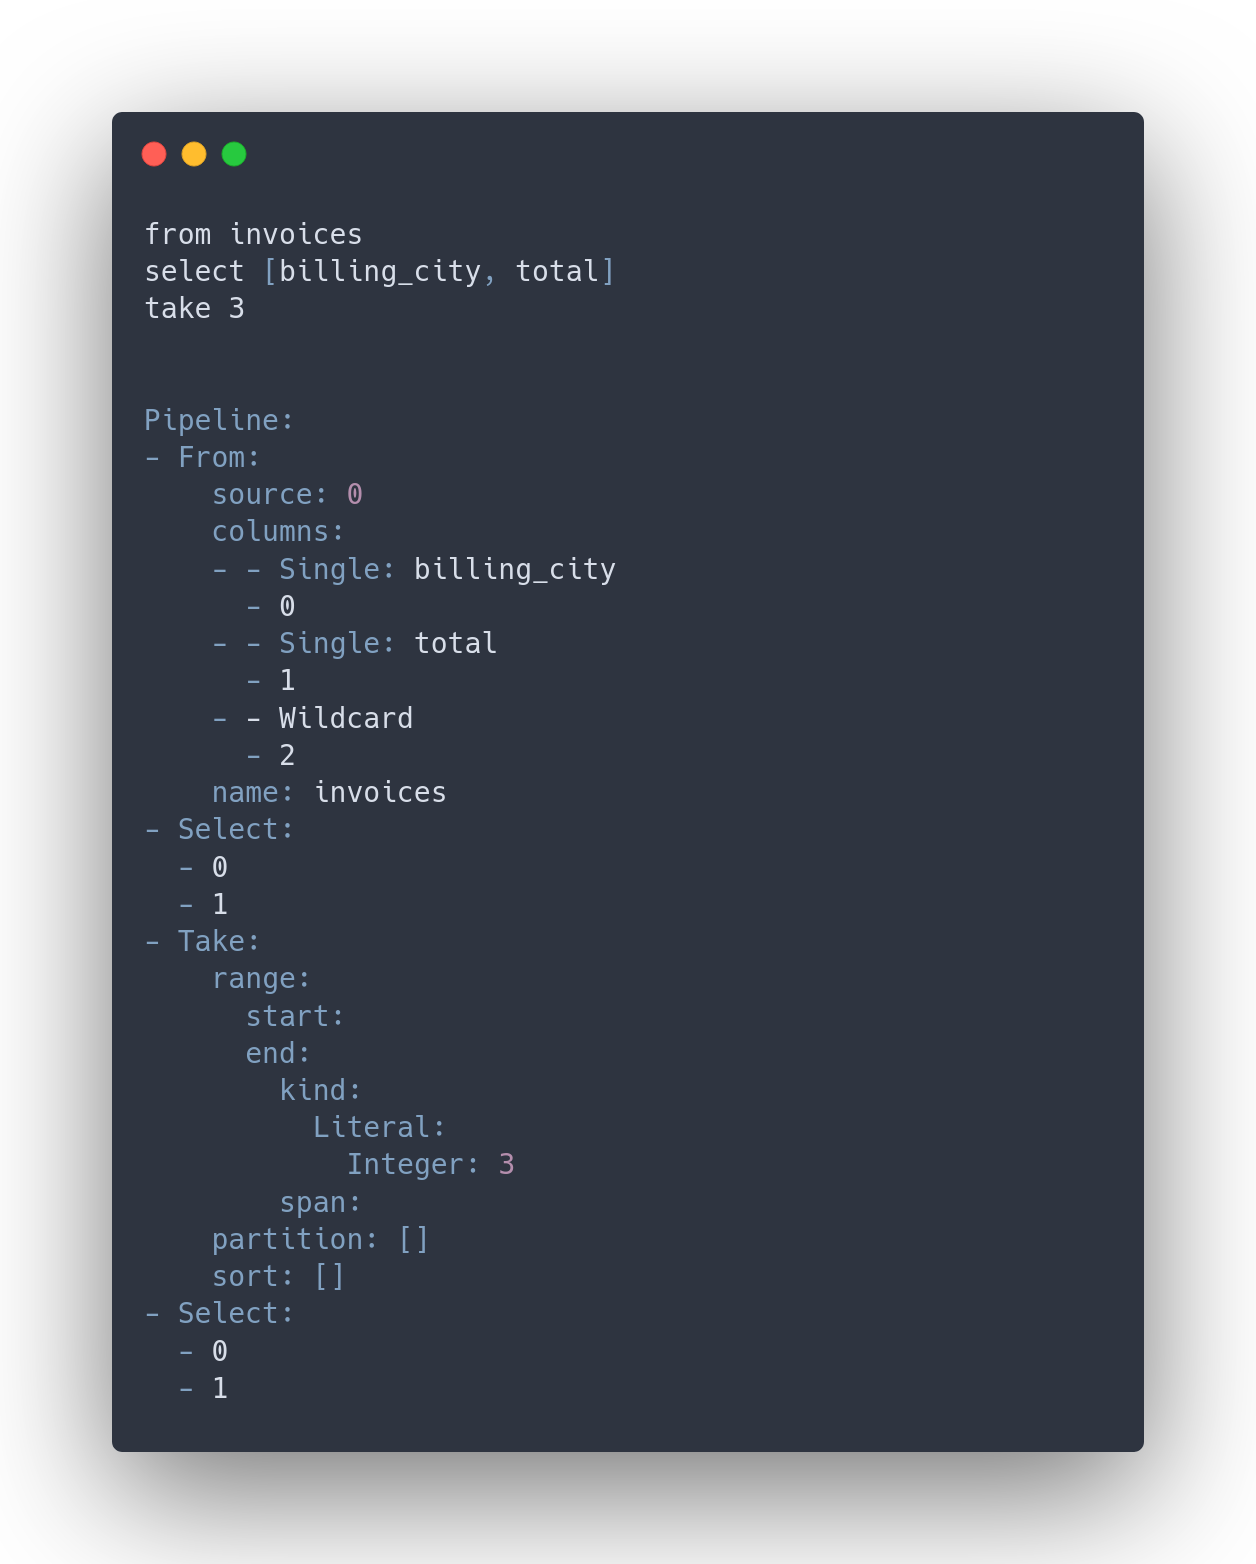 from invoices
select [billing_city, total]
take 3
Pipeline:
- From:
    source: 0
    columns:
    - - Single: billing_city
      - 0
    - - Single: total
      - 1
    - - Wildcard
      - 2
    name: invoices
- Select:
  - 0
  - 1
- Take:
    range:
      start:
      end:
        kind:
          Literal:
            Integer: 3
        span:
    partition: []
    sort: []
- Select:
  - 0
  - 1